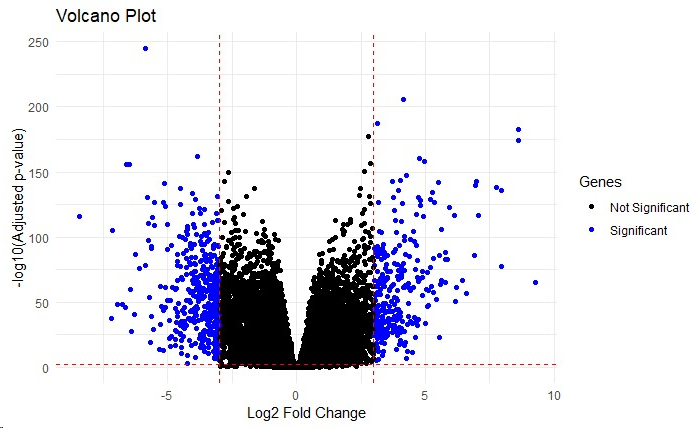 Volcano Plot
250
200
150
100
50
0
-log10(Adjusted p-value)
-5
0
5
10
Log2 Fold Change
Genes
Not Significant
Significant